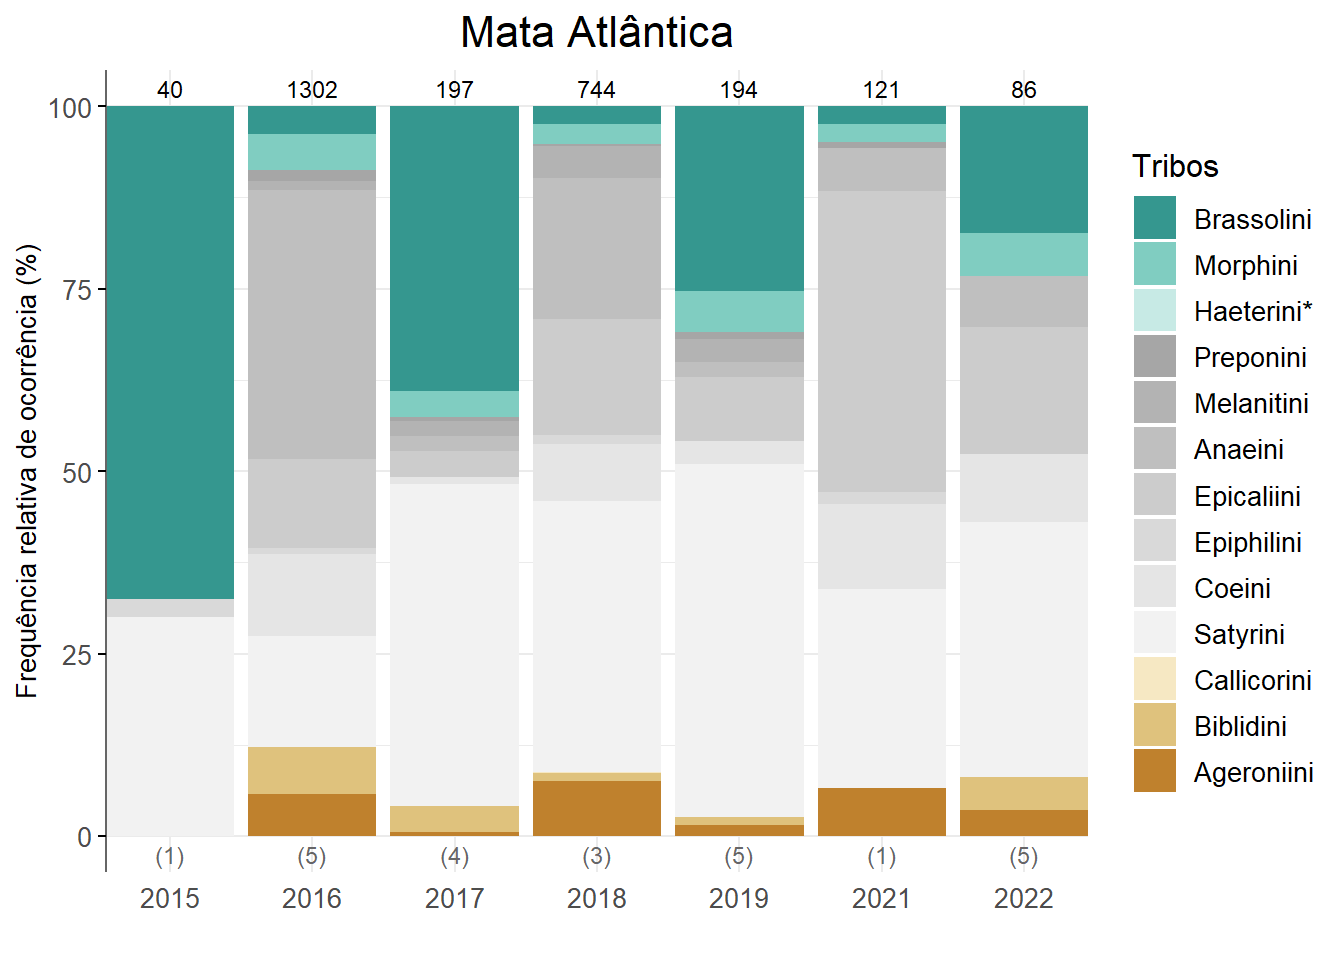 Mata Atlântica
40 1302 197 744 194 121 86
100
75
50
25
0
Frequência relativa de ocorrência (%)
(1) (5) (4) (3) (5) (1) (5)
2015 2016 2017 2018 2019 2021 2022
Tribos
Brassolini
Morphini
Haeterini*
Preponini
Melanitini
Anaeini
Epicaliini
Epiphilini
Coeini
Satyrini
Callicorini
Biblidini
Ageroniini